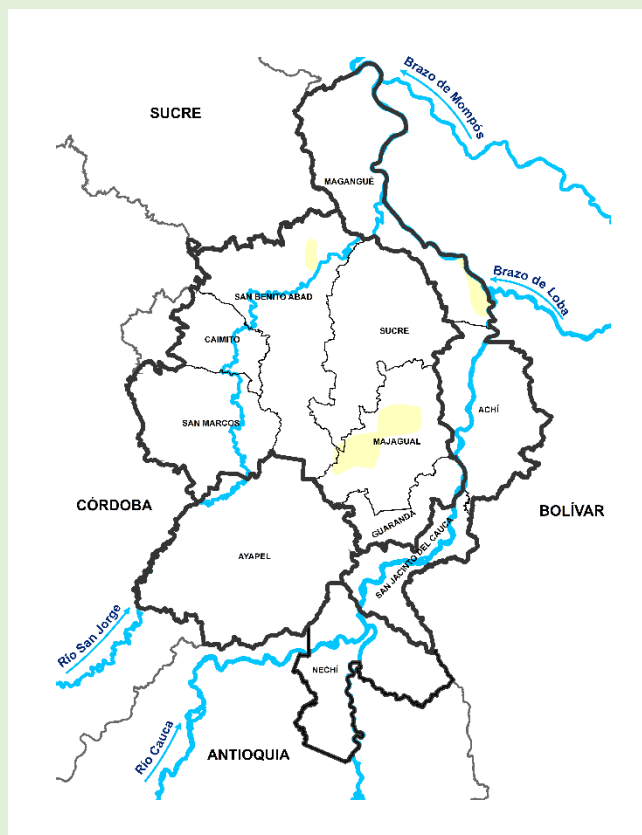 Brazo de Mompós
SUCRE
MAGANGUÉ
SAN BENITO ABAD
Brazo de Loba
SUCRE
CAIMITO
ACHÍ
SAN MARCOS
MAJAGUAL
CÓRDOBA
BOLÍVAR
GUARANDA
AYAPEL
SAN JACINTO DEL CAUCA
Río San Jorge
NECHÍ
Río Cauca
ANTIOQUIA